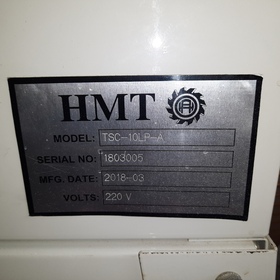 HMT
MODEL: TSC-10LP-A
SERIAL NO: 1803005
MFG. DATE: 2018-03
VOLTS: 220 V